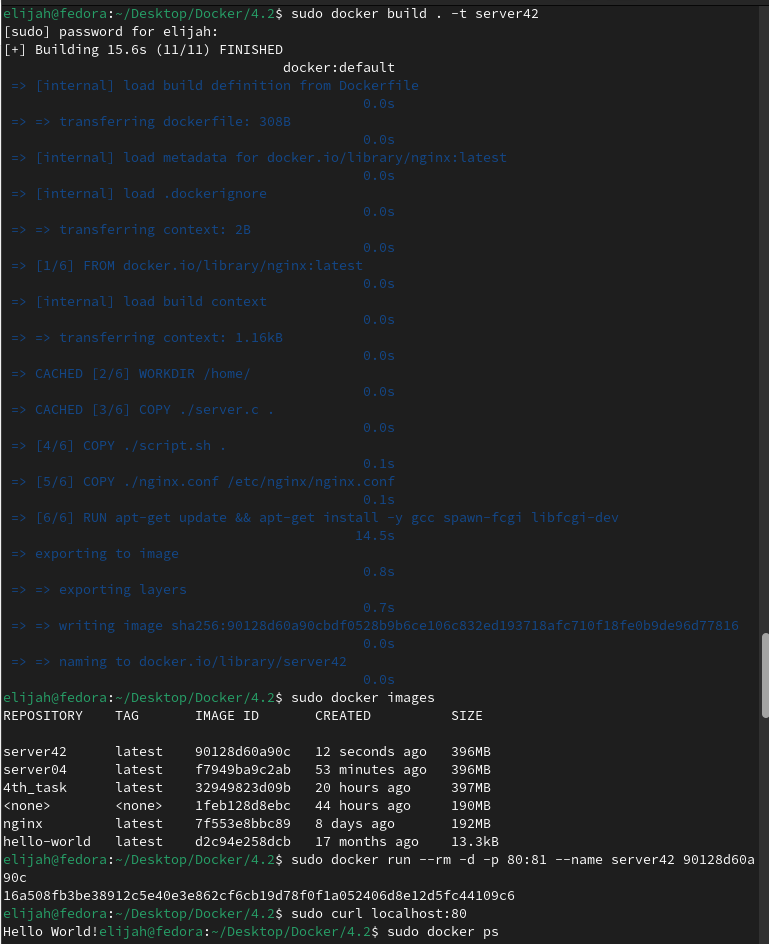 elijah@fedora:~/Desktop/Docker/4.2$ sudo docker build . -t server42
[sudo] password for elijah:
[+] Building 15.6s (11/11) FINISHED
docker:default
=> [internal] load build definition from Dockerfile
0.0s
=> => transferring dockerfile: 308B
0.0s
=> [internal] load metadata for docker.io/library/nginx:latest
0.0s
=> [internal] load .dockerignore
0.0s
=> => transferring context: 2B
0.0s
=> [1/6] FROM docker.io/library/nginx:latest
0.0s
=> [internal] load build context
0.0s
=> => transferring context: 1.16kB
0.0s
=> CACHED [2/6] WORKDIR /home/
0.0s
=> CACHED [3/6] COPY ./server.c .
0.0s
=> [4/6] COPY ./script.sh .
0.1s
=> [5/6] COPY ./nginx.conf /etc/nginx/nginx.conf
0.1s
=> [6/6] RUN apt-get update && apt-get install -y gcc spawn-fcgi libfcgi-dev
14.5s
=> exporting to image
0.8s
=> => exporting layers
0.7s
=> => writing image sha256:90128d60a90cbdf0528b9b6ce106c832ed193718afc710f18fe0b9de96d77816
0.0s
=> => naming to docker.io/library/server42
0.0s
elijah@fedora:~/Desktop/Docker/4.2$ sudo docker images
REPOSITORY TAG IMAGE ID CREATED SIZE
server42 latest 90128d60a90c 12 seconds ago 396MB
server04 latest f7949ba9c2ab 53 minutes ago 396MB
4th_task latest 32949823d09b 20 hours ago 397MB
<none> <none> 1feb128d8ebc 44 hours ago 190MB
nginx latest 7f553e8bbc89 8 days ago 192MB
hello-world latest d2c94e258dcb 17 months ago 13.3kB
elijah@fedora:~/Desktop/Docker/4.2$ sudo docker run --rm -d -p 80:81 --name server42 90128d60a
90c
16a508fb3be38912c5e40e3e862cf6cb19d78f0f1a052406d8e12d5fc44109c6
elijah@fedora:~/Desktop/Docker/4.2$ sudo curl localhost:80
Hello World!elijah@fedora:~/Desktop/Docker/4.2$ sudo docker ps